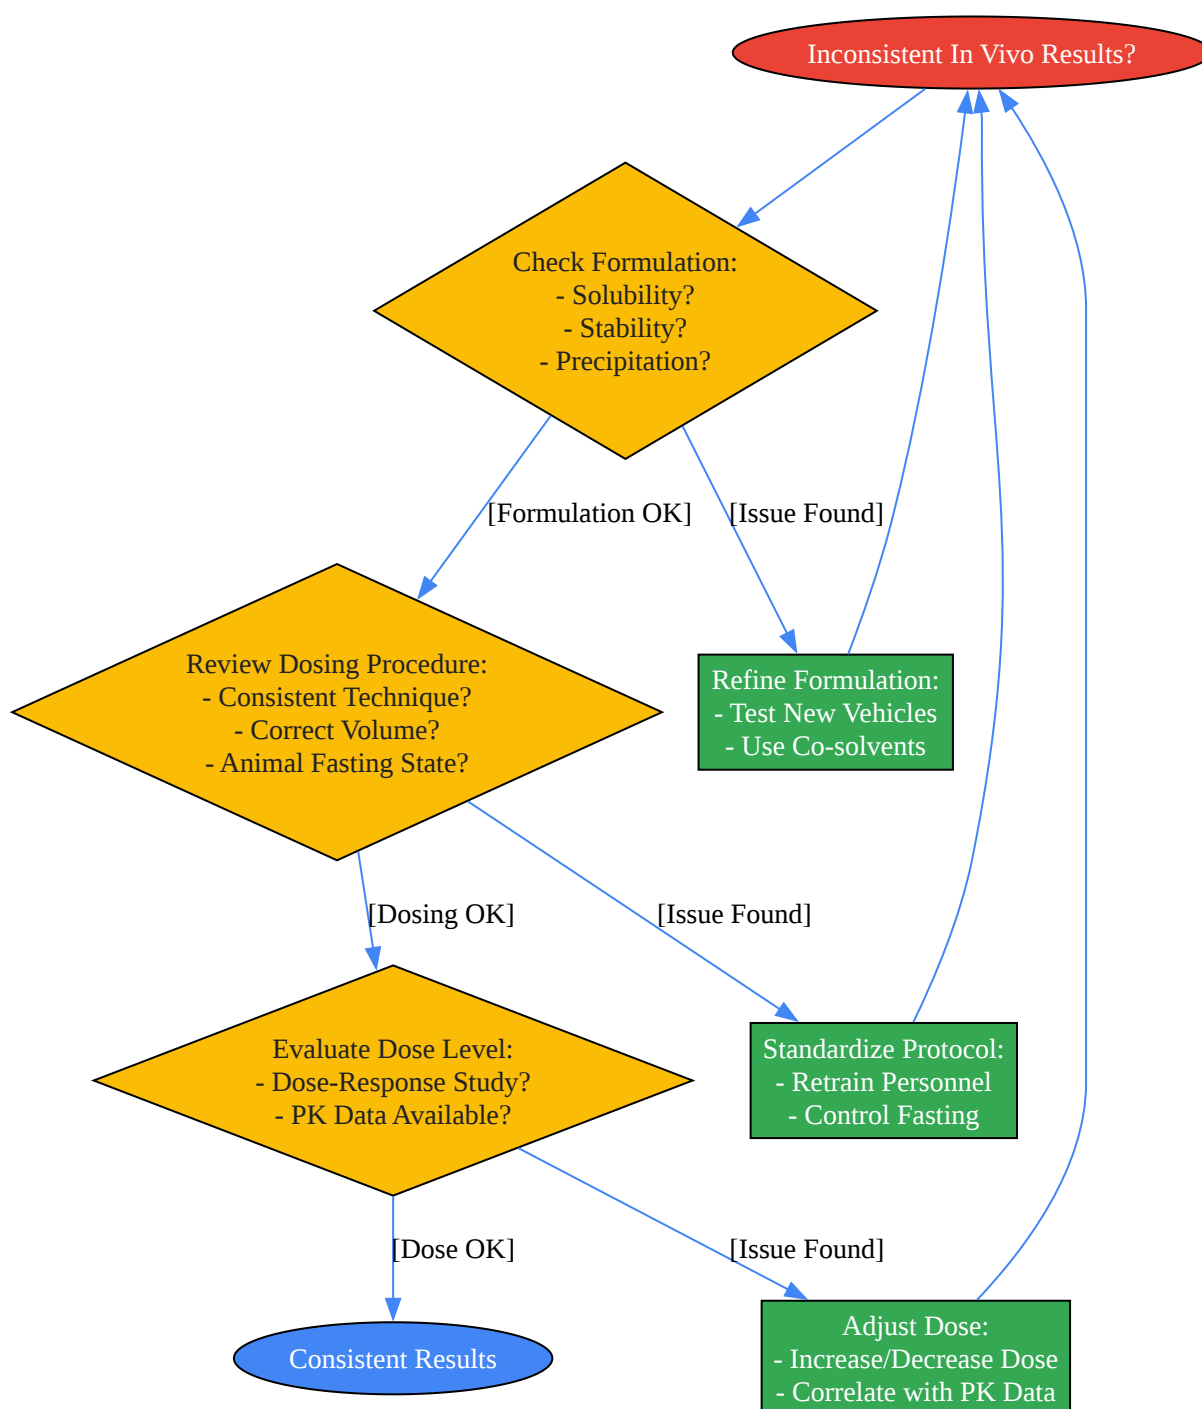 Inconsistent In Vivo Results?
Check Formulation:
- Solubility?
- Stability?
- Precipitation?
[Formulation OK]
[Issue Found]
Review Dosing Procedure:
- Consistent Technique?
- Correct Volume?
- Animal Fasting State?
Refine Formulation:
- Test New Vehicles
- Use Co-solvents
[Dosing OK]
[Issue Found]
Evaluate Dose Level:
- Dose-Response Study?
- PK Data Available?
Standardize Protocol:
- Retrain Personnel
- Control Fasting
[Dose OK]
[Issue Found]
Consistent Results
Adjust Dose:
- Increase/Decrease Dose
- Correlate with PK Data